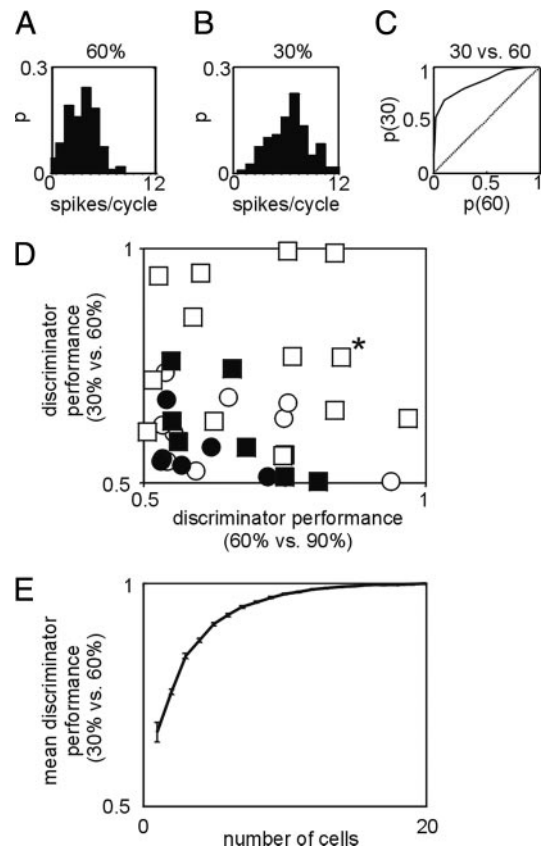 A
60%
0.3
p
0
12
spikes/cycle
B
30%
0.3
p
0
0
12
spikes/cycle
C
30 vs. 60
1
p(30)
0.5
0
0
0.5
1
p(60)
D
1
discriminator
performance
(30% vs. 60%)
*
0.5
0.5
1
discriminator performance
(60% vs. 90%)
E
1
mean discriminator
performance
(30% vs. 60%)
0.5
0
20
number of cells